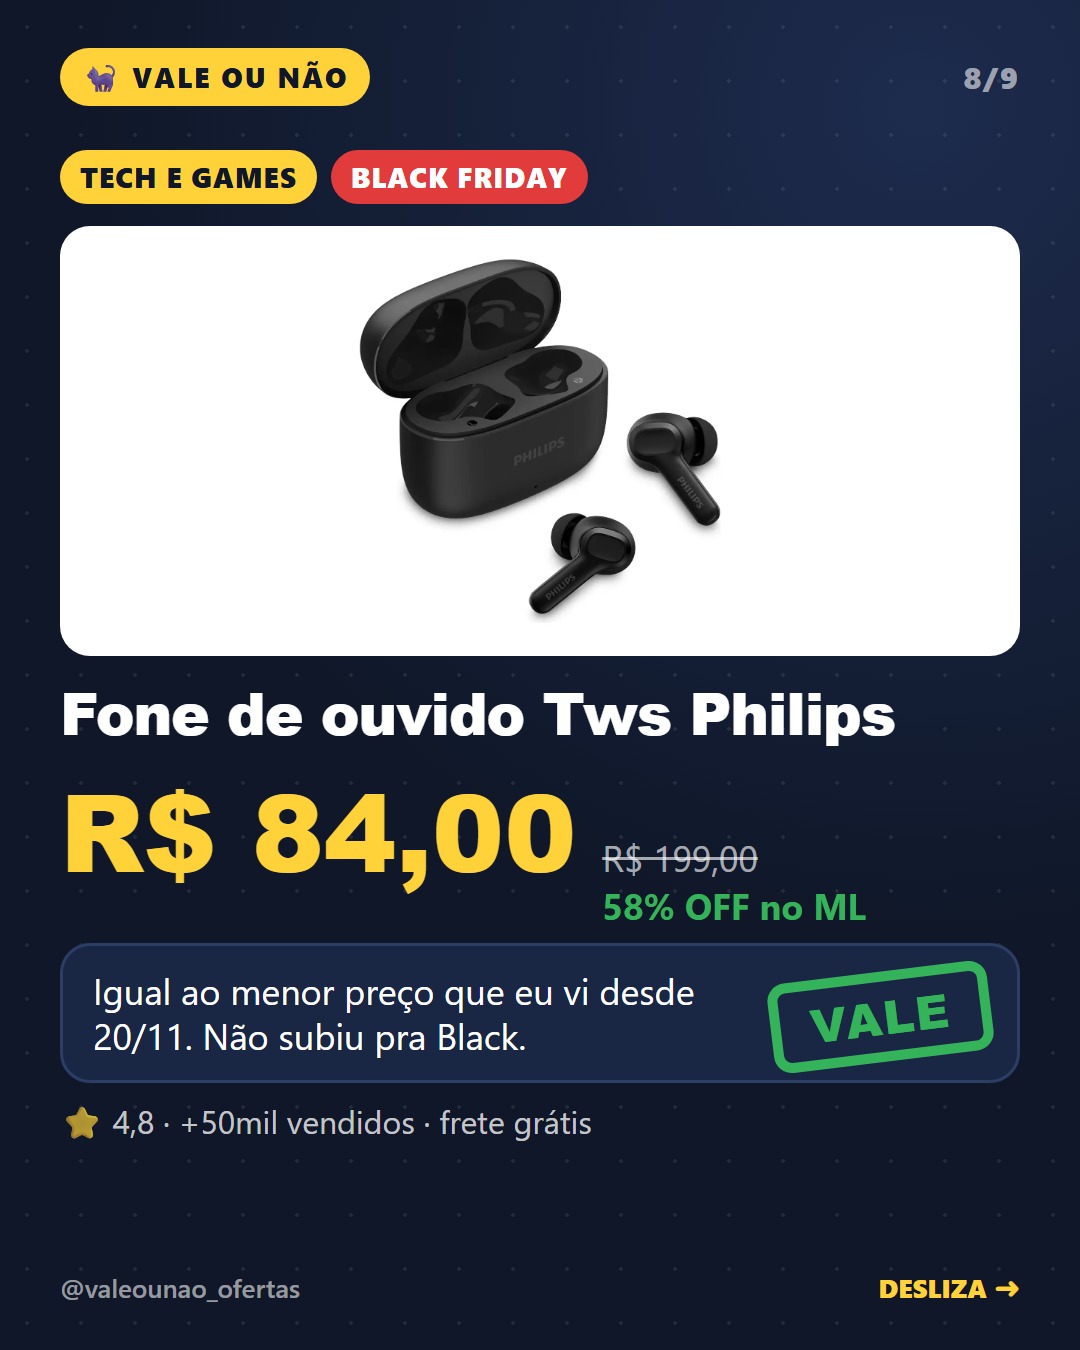 VALE OU NÃO
8/9
TECH E GAMES
BLACK FRIDAY
PHILIPS
PHILIPS
PHILIPS
Fone de ouvido Tws Philips
R$ 84,00
R$ 199,00
58% OFF no ML
Igual ao menor preço que eu vi desde
20/11. Não subiu pra Black.
VALE
4,8 · +50mil vendidos · frete grátis
@valeounao_ofertas
DESLIZA →